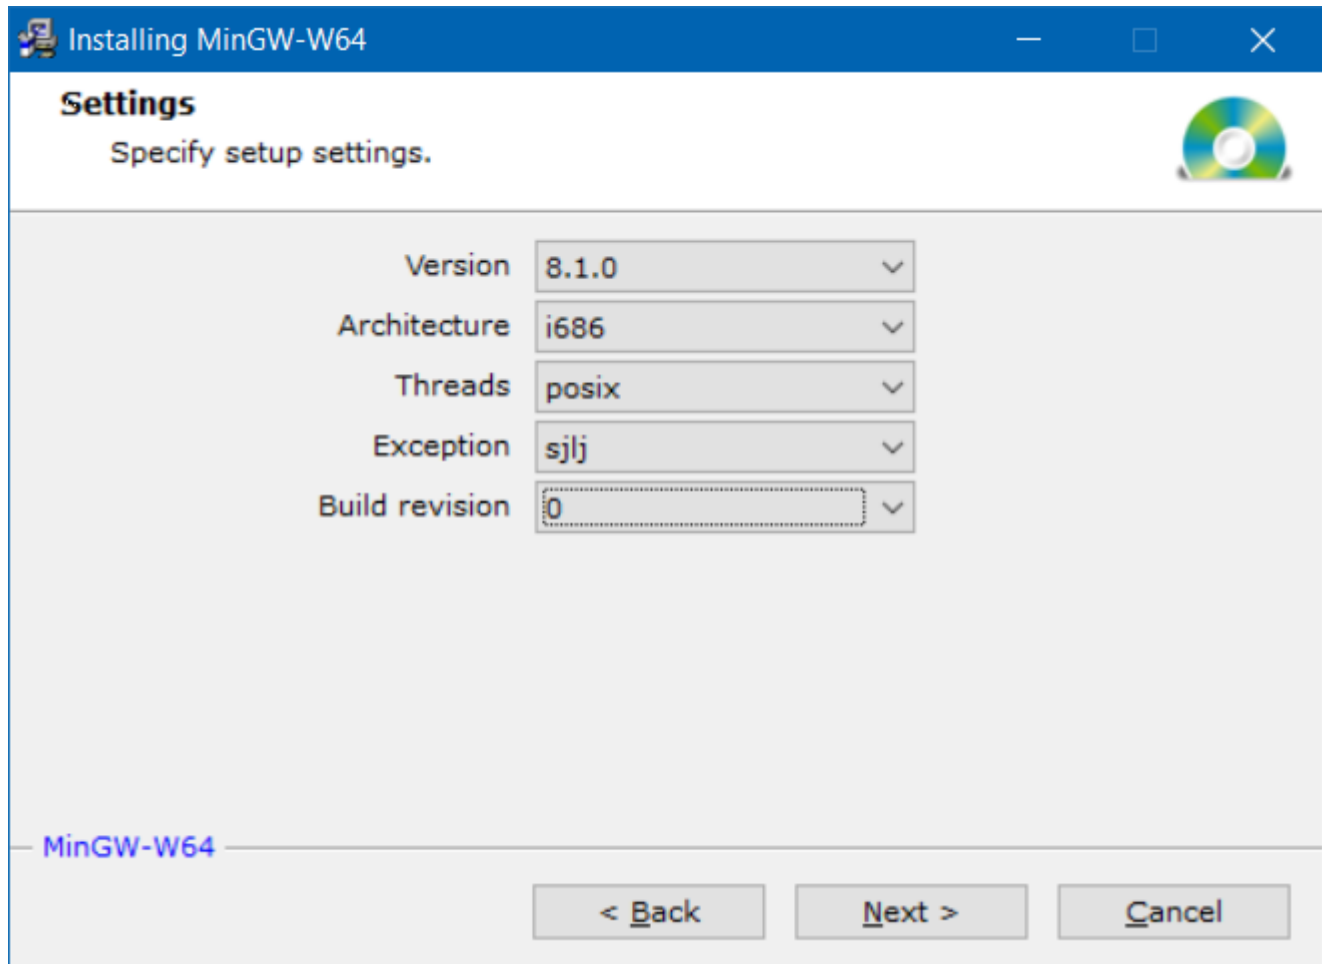 Installing MinGW-W64
Settings
Specify setup settings.
Version 8.1.0
Architecture i686
Threads posix
Exception sjlj
Build revision 0
MinGW-W64
< Back Next > Cancel